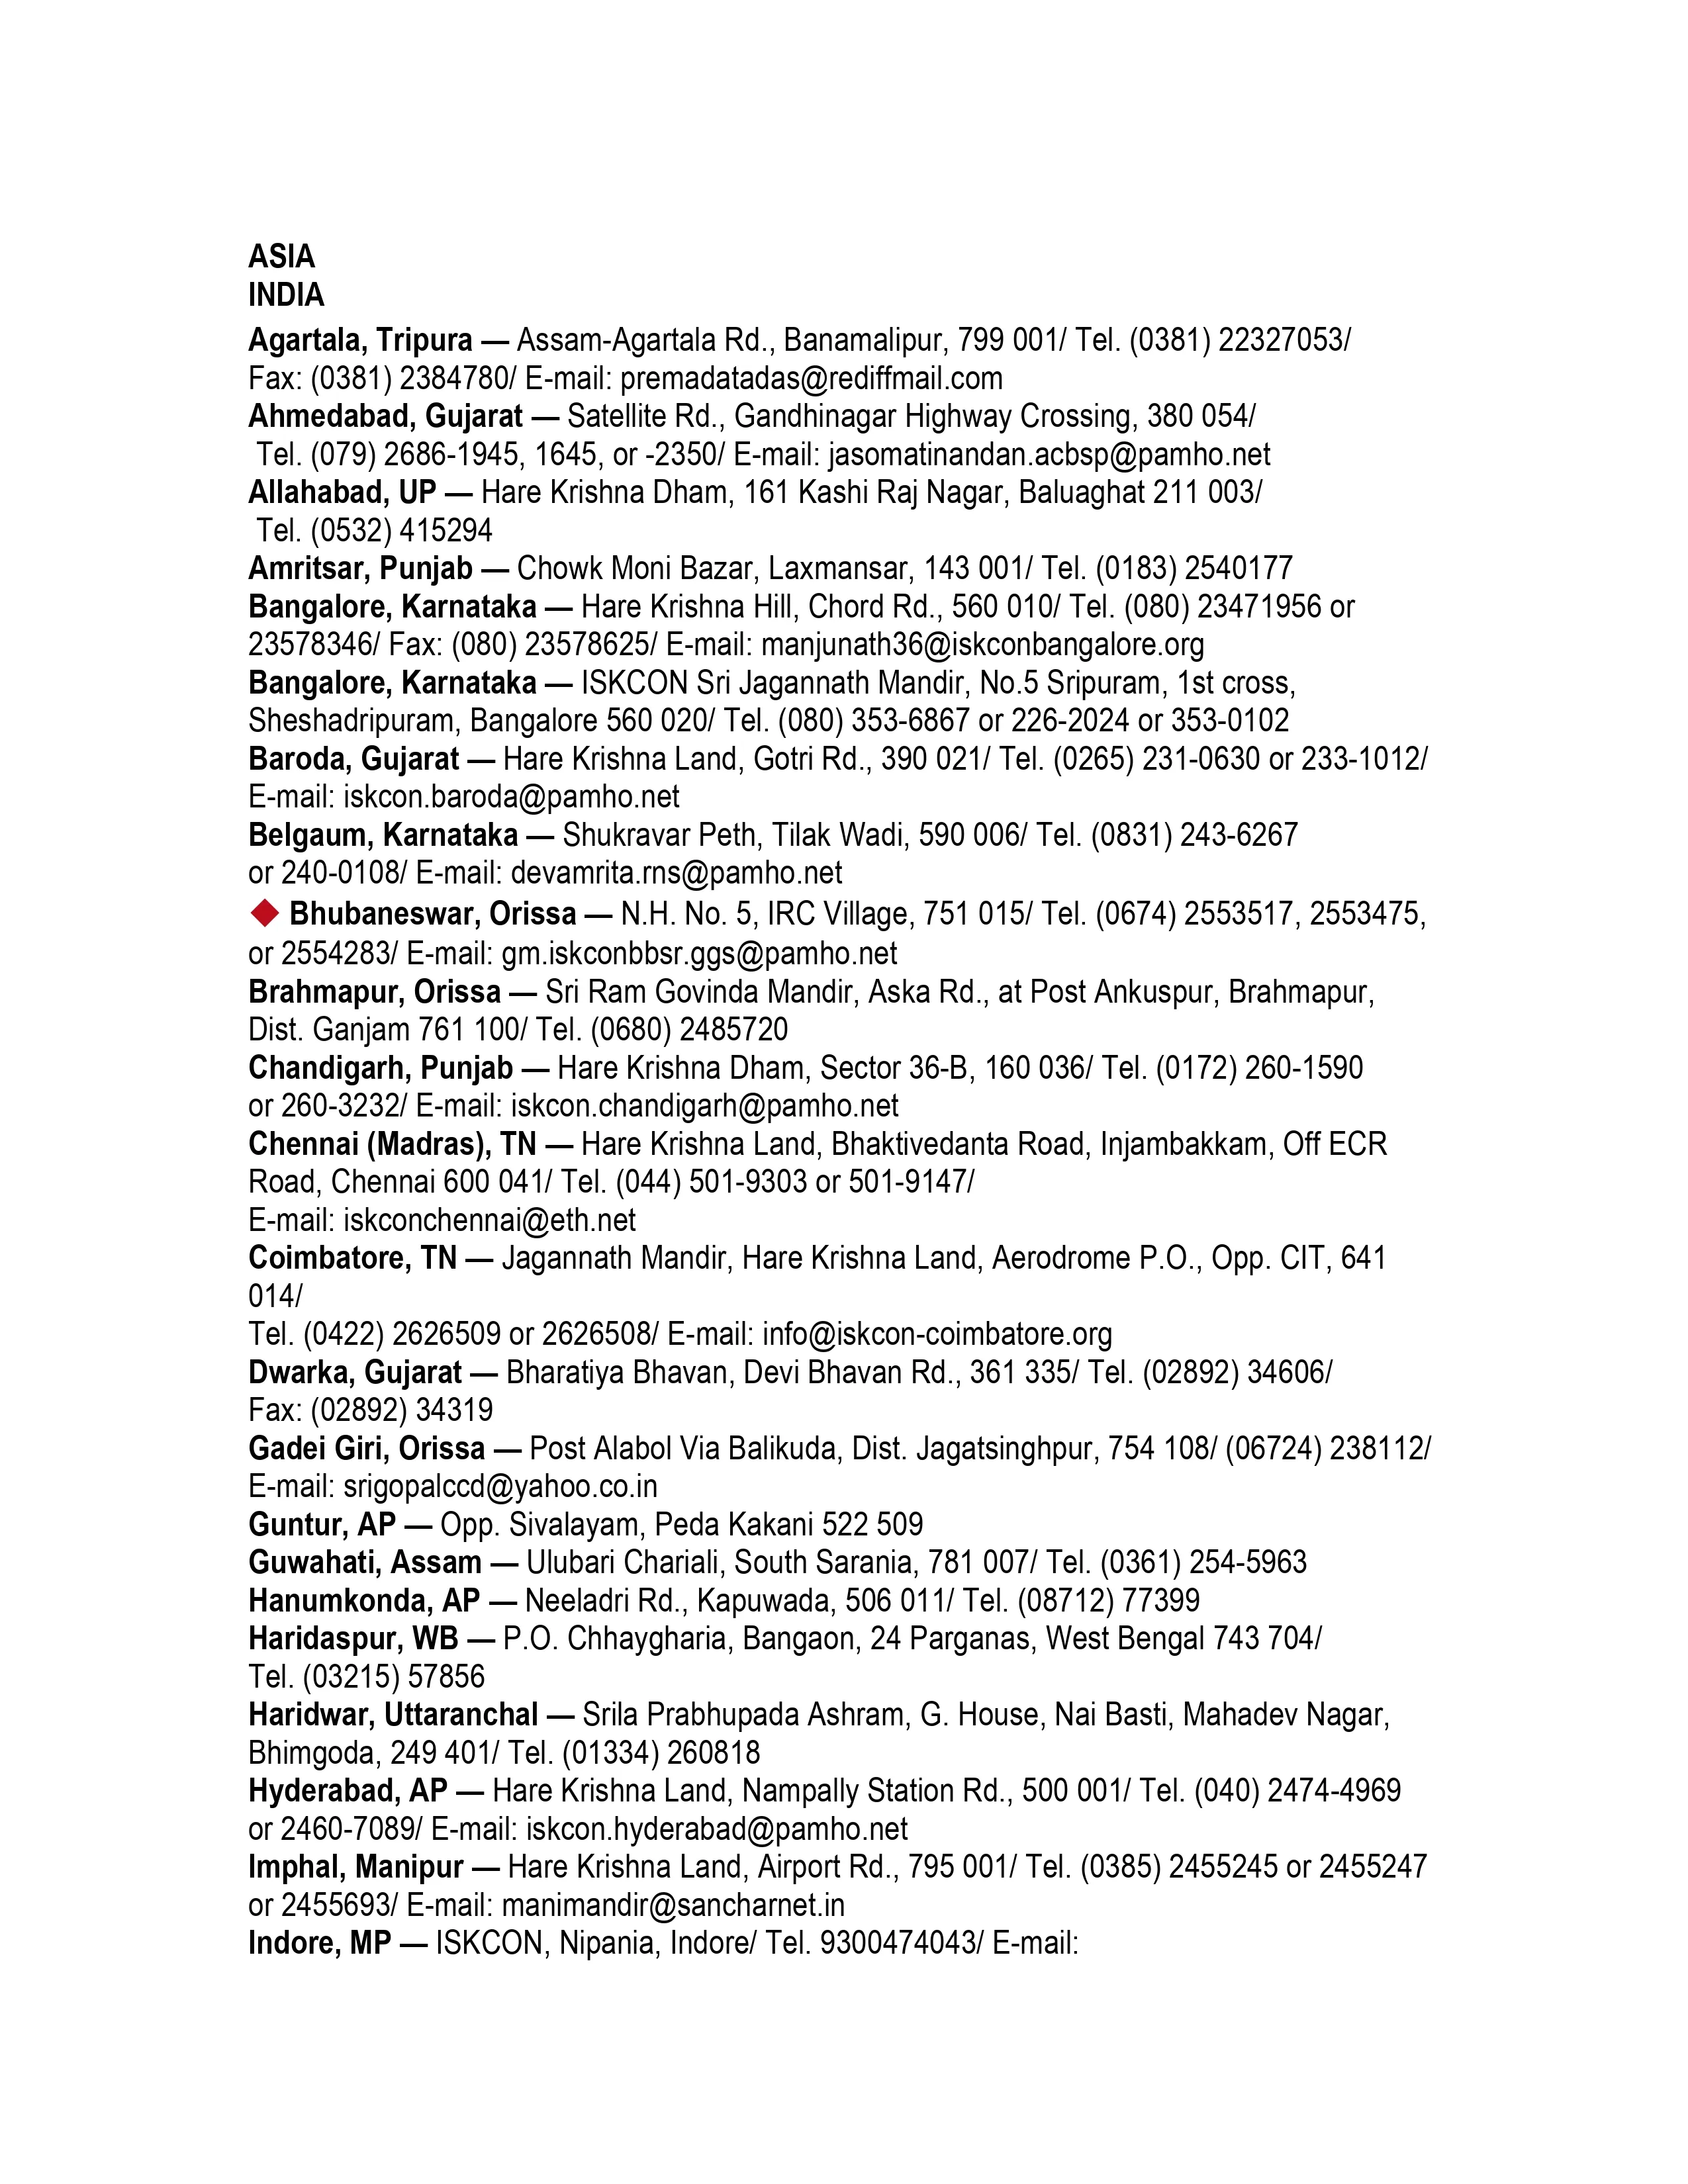 ASIA
INDIA
Agartala, Tripura — Assam-Agartala Rd., Banamalipur, 799 001/ Tel. (0381) 22327053/
Fax: (0381) 2384780/ E-mail: premadatadas@rediffmail.com
Ahmedabad, Gujarat — Satellite Rd., Gandhinagar Highway Crossing, 380 054/
Tel. (079) 2686-1945, 1645, or -2350/ E-mail: jasomatinandan.acbsp@pamho.net
Allahabad, UP — Hare Krishna Dham, 161 Kashi Raj Nagar, Baluaghat 211 003/
Tel. (0532) 415294
Amritsar, Punjab — Chowk Moni Bazar, Laxmansar, 143 001/ Tel. (0183) 2540177
Bangalore, Karnataka — Hare Krishna Hill, Chord Rd., 560 010/ Tel. (080) 23471956 or
23578346/ Fax: (080) 23578625/ E-mail: manjunath36@iskconbangalore.org
Bangalore, Karnataka — ISKCON Sri Jagannath Mandir, No.5 Sripuram, 1st cross,
Sheshadripuram, Bangalore 560 020/ Tel. (080) 353-6867 or 226-2024 or 353-0102
Baroda, Gujarat — Hare Krishna Land, Gotri Rd., 390 021/ Tel. (0265) 231-0630 or 233-1012/
E-mail: iskcon.baroda@pamho.net
Belgaum, Karnataka — Shukravar Peth, Tilak Wadi, 590 006/ Tel. (0831) 243-6267
or 240-0108/ E-mail: devamrita.rns@pamho.net
◆ Bhubaneswar, Orissa — N.H. No. 5, IRC Village, 751 015/ Tel. (0674) 2553517, 2553475,
or 2554283/ E-mail: gm.iskconbbsr.ggs@pamho.net
Brahmapur, Orissa — Sri Ram Govinda Mandir, Aska Rd., at Post Ankuspur, Brahmapur,
Dist. Ganjam 761 100/ Tel. (0680) 2485720
Chandigarh, Punjab — Hare Krishna Dham, Sector 36-B, 160 036/ Tel. (0172) 260-1590
or 260-3232/ E-mail: iskcon.chandigarh@pamho.net
Chennai (Madras), TN — Hare Krishna Land, Bhaktivedanta Road, Injambakkam, Off ECR
Road, Chennai 600 041/ Tel. (044) 501-9303 or 501-9147/
E-mail: iskconchennai@eth.net
Coimbatore, TN — Jagannath Mandir, Hare Krishna Land, Aerodrome P.O., Opp. CIT, 641
014/
Tel. (0422) 2626509 or 2626508/ E-mail: info@iskcon-coimbatore.org
Dwarka, Gujarat — Bharatiya Bhavan, Devi Bhavan Rd., 361 335/ Tel. (02892) 34606/
Fax: (02892) 34319
Gadei Giri, Orissa — Post Alabol Via Balikuda, Dist. Jagatsinghpur, 754 108/ (06724) 238112/
E-mail: srigopalccd@yahoo.co.in
Guntur, AP — Opp. Sivalayam, Peda Kakani 522 509
Guwahati, Assam — Ulubari Chariali, South Sarania, 781 007/ Tel. (0361) 254-5963
Hanumkonda, AP — Neeladri Rd., Kapuwada, 506 011/ Tel. (08712) 77399
Haridaspur, WB — P.O. Chhaygharia, Bangaon, 24 Parganas, West Bengal 743 704/
Tel. (03215) 57856
Haridwar, Uttaranchal — Srila Prabhupada Ashram, G. House, Nai Basti, Mahadev Nagar,
Bhimgoda, 249 401/ Tel. (01334) 260818
Hyderabad, AP — Hare Krishna Land, Nampally Station Rd., 500 001/ Tel. (040) 2474-4969
or 2460-7089/ E-mail: iskcon.hyderabad@pamho.net
Imphal, Manipur — Hare Krishna Land, Airport Rd., 795 001/ Tel. (0385) 2455245 or 2455247
or 2455693/ E-mail: manimandir@sancharnet.in
Indore, MP — ISKCON, Nipania, Indore/ Tel. 9300474043/ E-mail: